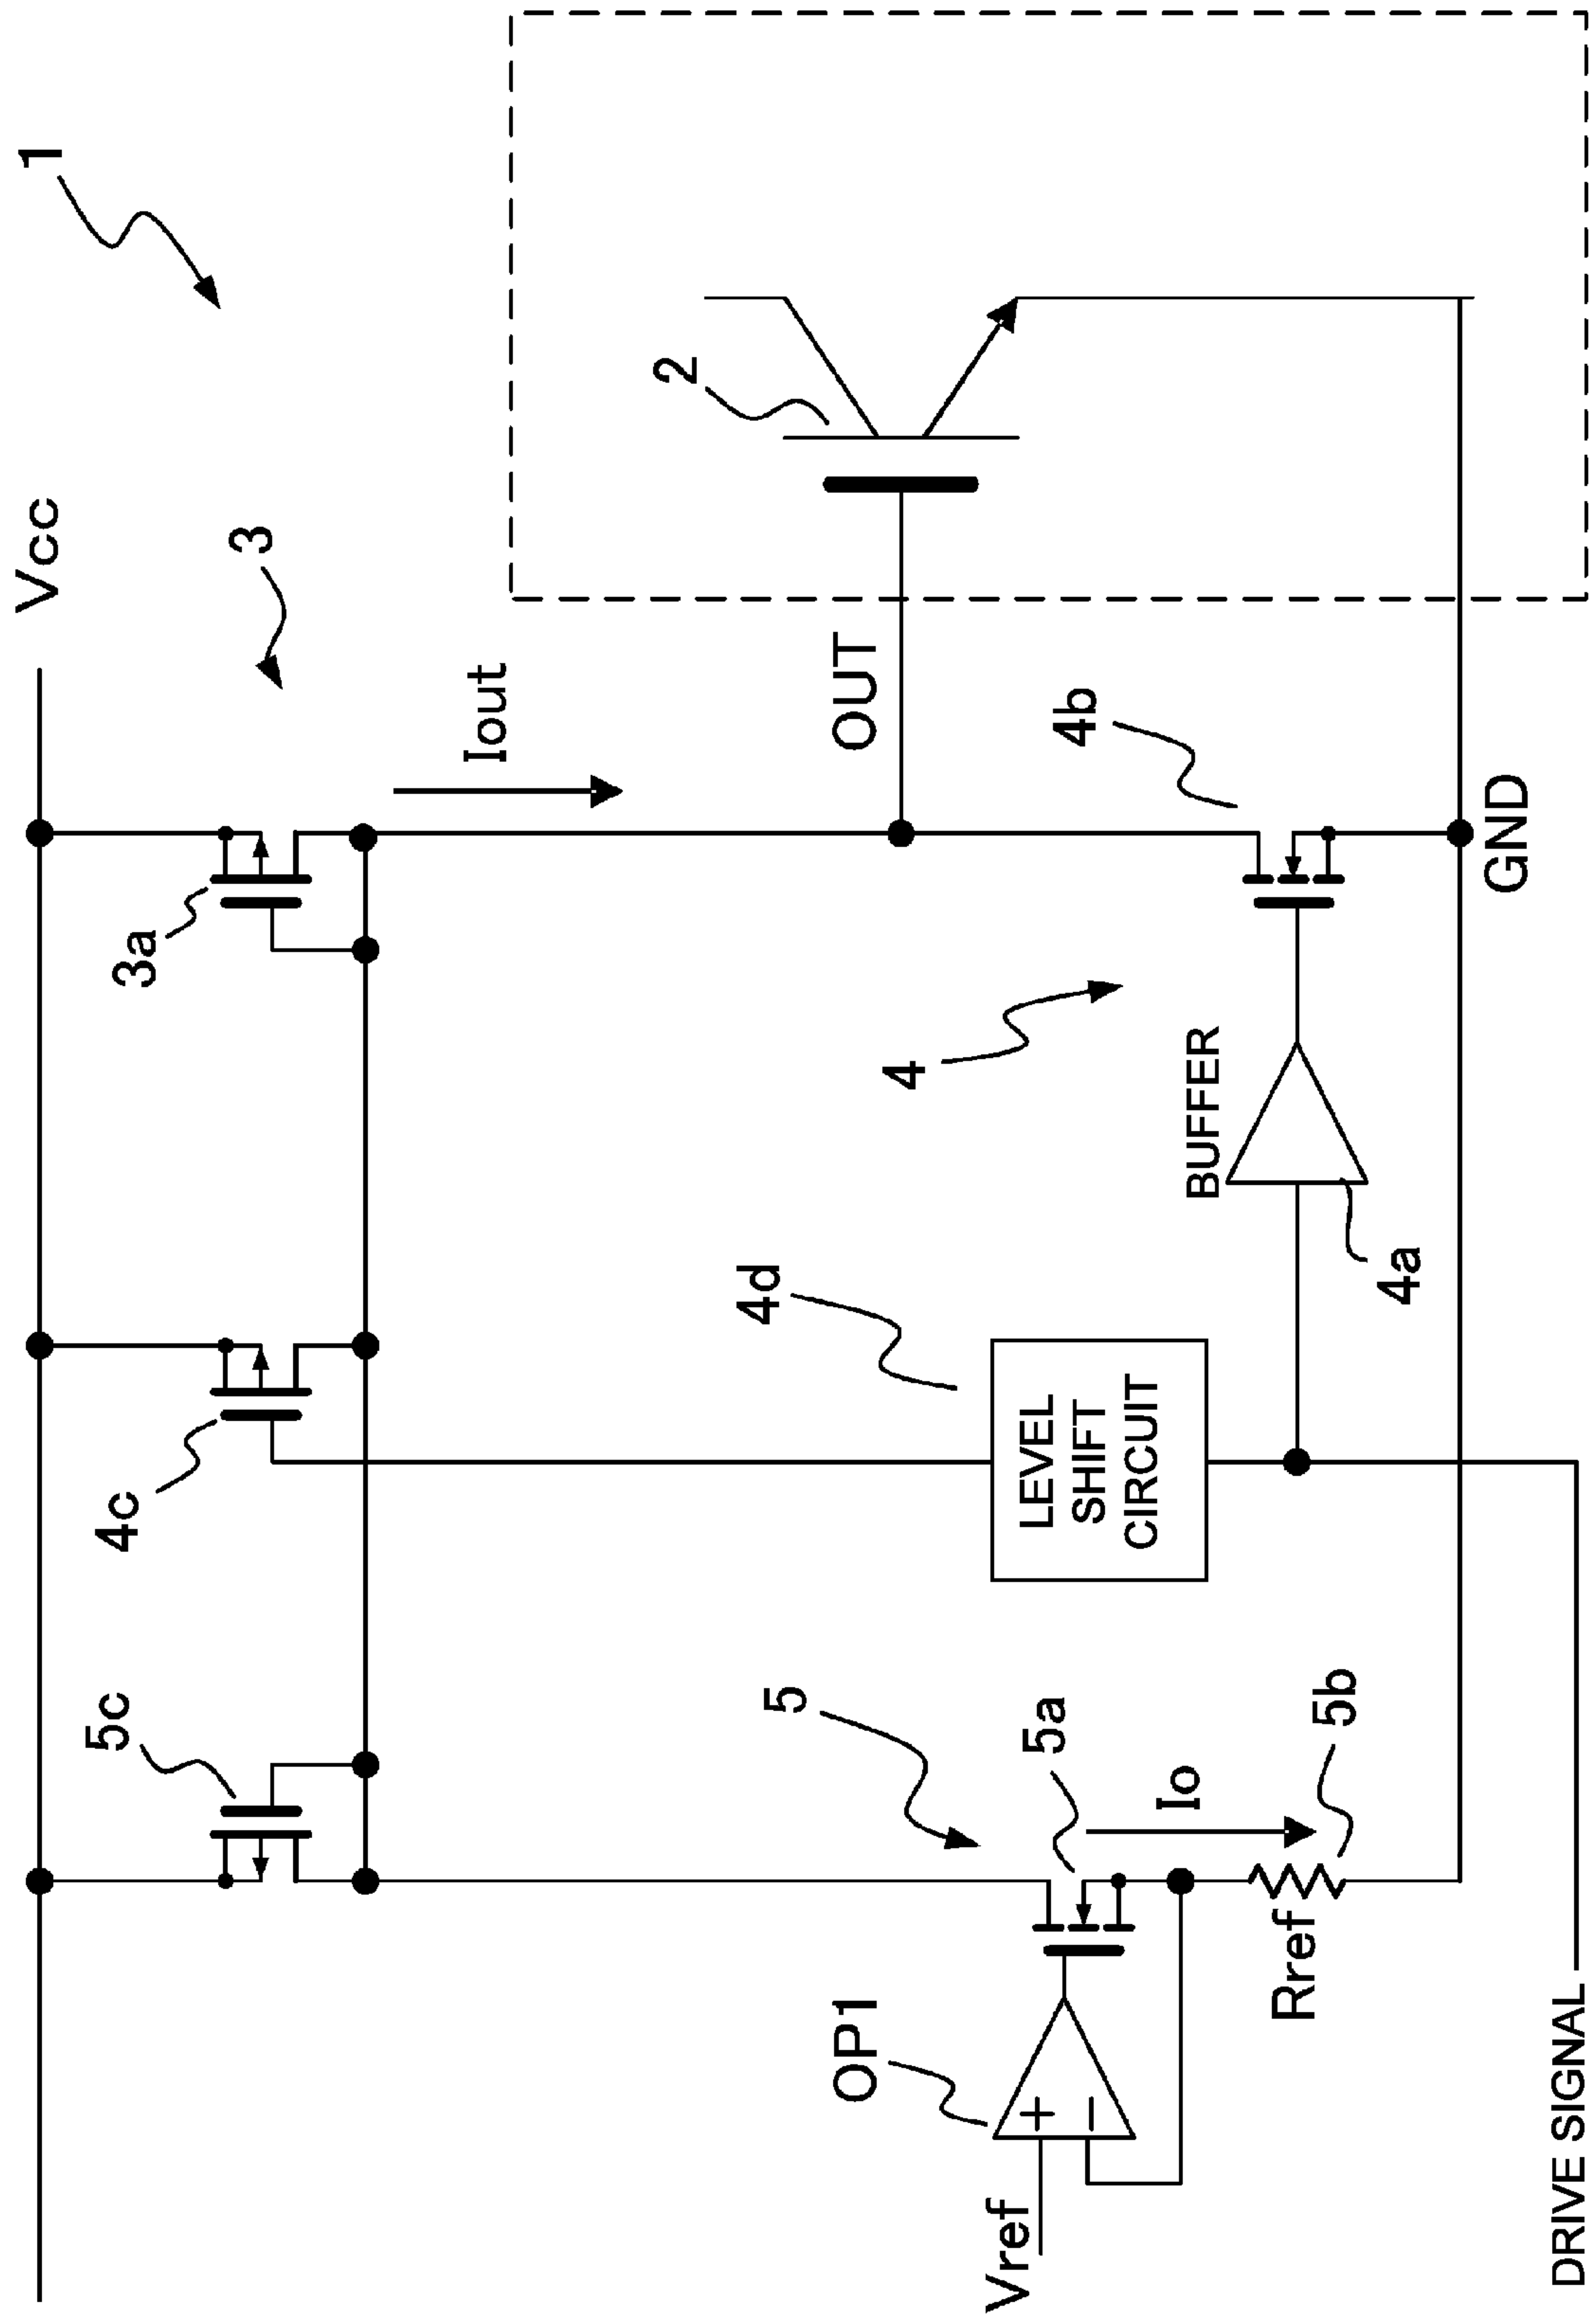 1
Vcc
3
5c
4c
3a
Iout
2
OUT
4d
4
4b
LEVEL
SHIFT
CIRCUIT
BUFFER
4a
5
5a
Io
5b
OP1
+
−
Vref
Rref
GND
DRIVE SIGNAL